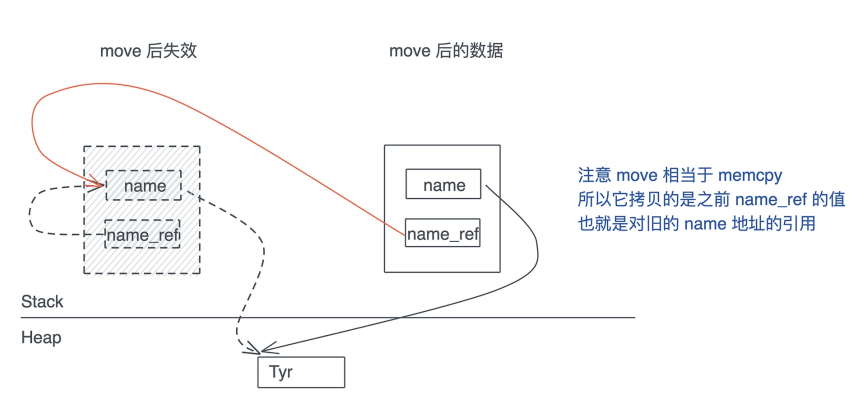 move 后失效
move 后的数据
name
name_ref
name
name_ref
注意 move 相当于 memcpy
所以它拷贝的是之前 name_ref 的值
也就是对旧的 name 地址的引用
Stack
Heap
Tyr